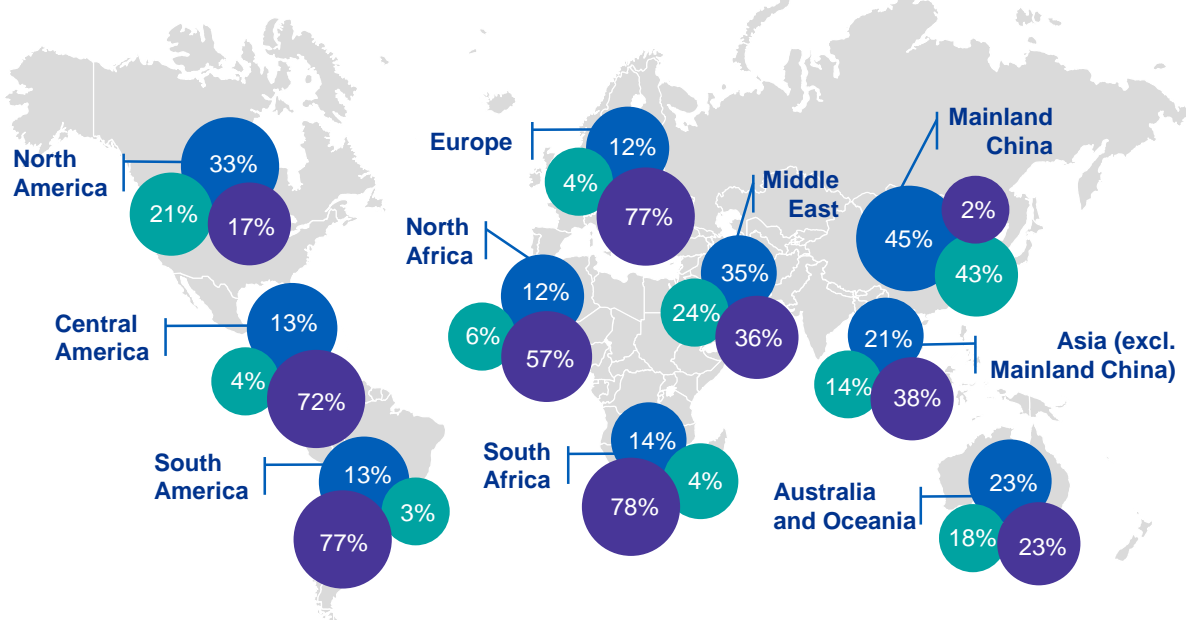 North
America
33%
21%
17%
Central
America
13%
4%
72%
South
America
13%
3%
77%
Europe
12%
4%
77%
North
Africa
12%
6%
57%
Middle
East
35%
24%
36%
South
Africa
14%
4%
78%
Mainland
China
45%
2%
43%
Asia (excl.
Mainland China)
21%
14%
38%
Australia
and Oceania
23%
18%
23%